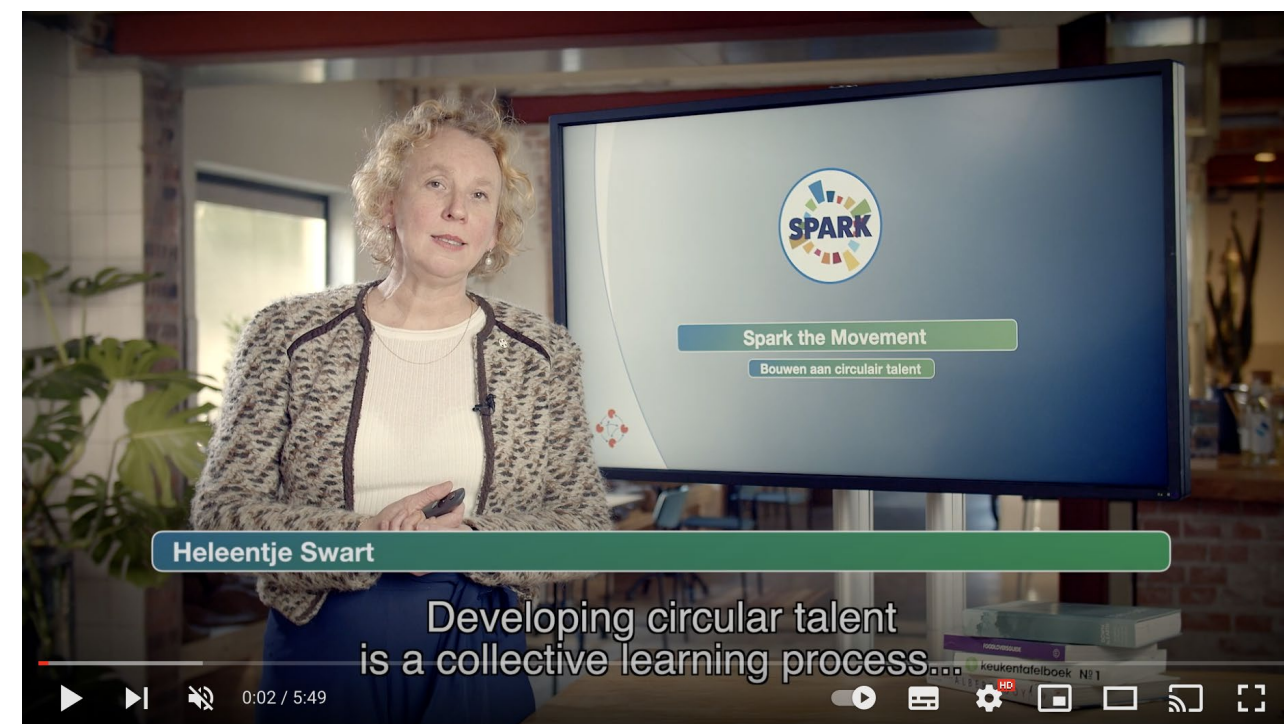 SPARK
Spark the Movement
Bouwen aan circulair talent
Heleentje Swart
Developing circular talent
is a collective learning process...
keukentafelboek Nº1
0:02 / 5:49
HD